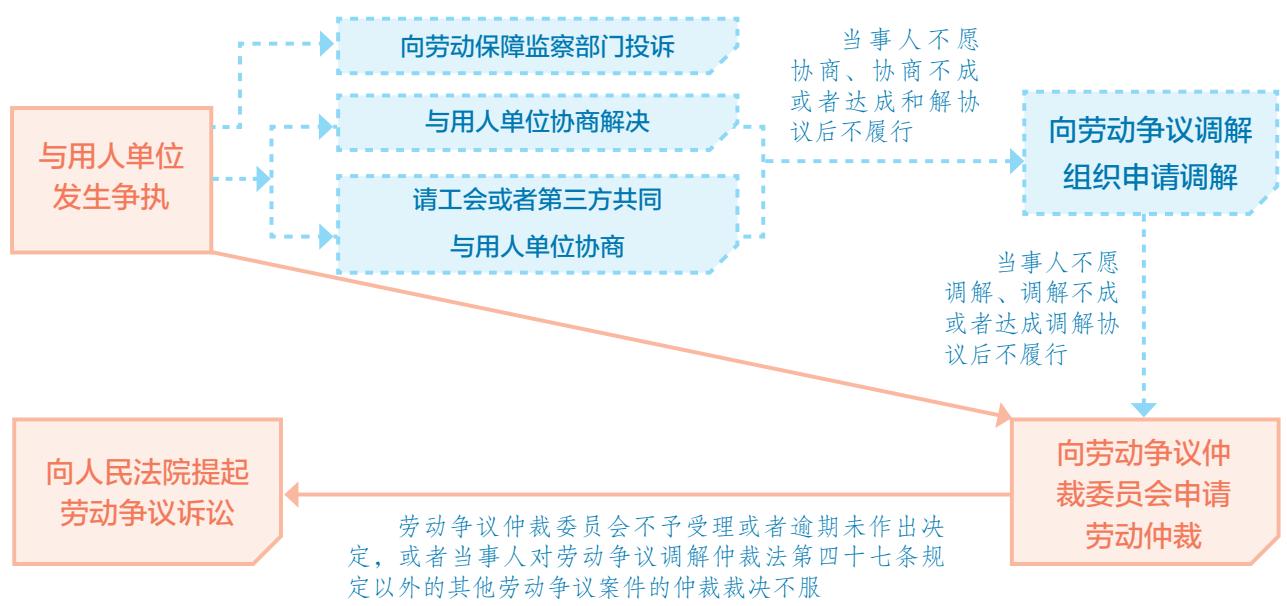 与用人单位
发生争执
向劳动保障监察部门投诉
与用人单位协商解决
请工会或者第三方共同
与用人单位协商
当事人不愿
协商、协商不成
或者达成和解协
议后不履行
向劳动争议调解
组织申请调解
当事人不愿
调解、调解不成
或者达成调解协
议后不履行
向劳动争议仲
裁委员会申请
劳动仲裁
劳动争议仲裁委员会不予受理或者逾期未作出决
定，或者当事人对劳动争议调解仲裁法第四十七条规
定以外的其他劳动争议案件的仲裁裁决不服
向人民法院提起
劳动争议诉讼